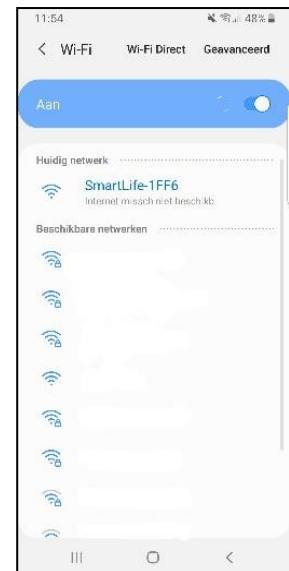 11:54 48%
Wi-Fi Wi-Fi Direct Geavanceerd
Aan
Huidig netwerk
SmartLife-1FF6
Internet missch niet beschikb.
Beschikbare netwerken